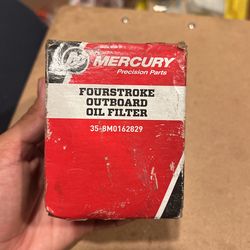 MERCURY
Precision Parts
FOURSTROKE
OUTBOARD
OIL FILTER
35-8M0162829